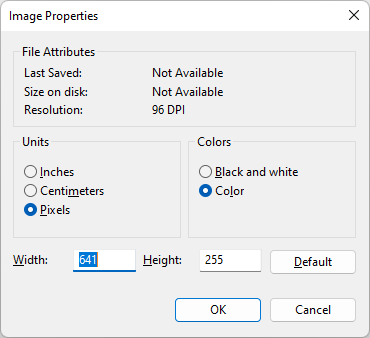 Image Properties
File Attributes
Last Saved: Not Available
Size on disk: Not Available
Resolution: 96 DPI
Units
Inches
Centimeters
Pixels
Colors
Black and white
Color
Width: 641 Height: 255 Default
OK Cancel